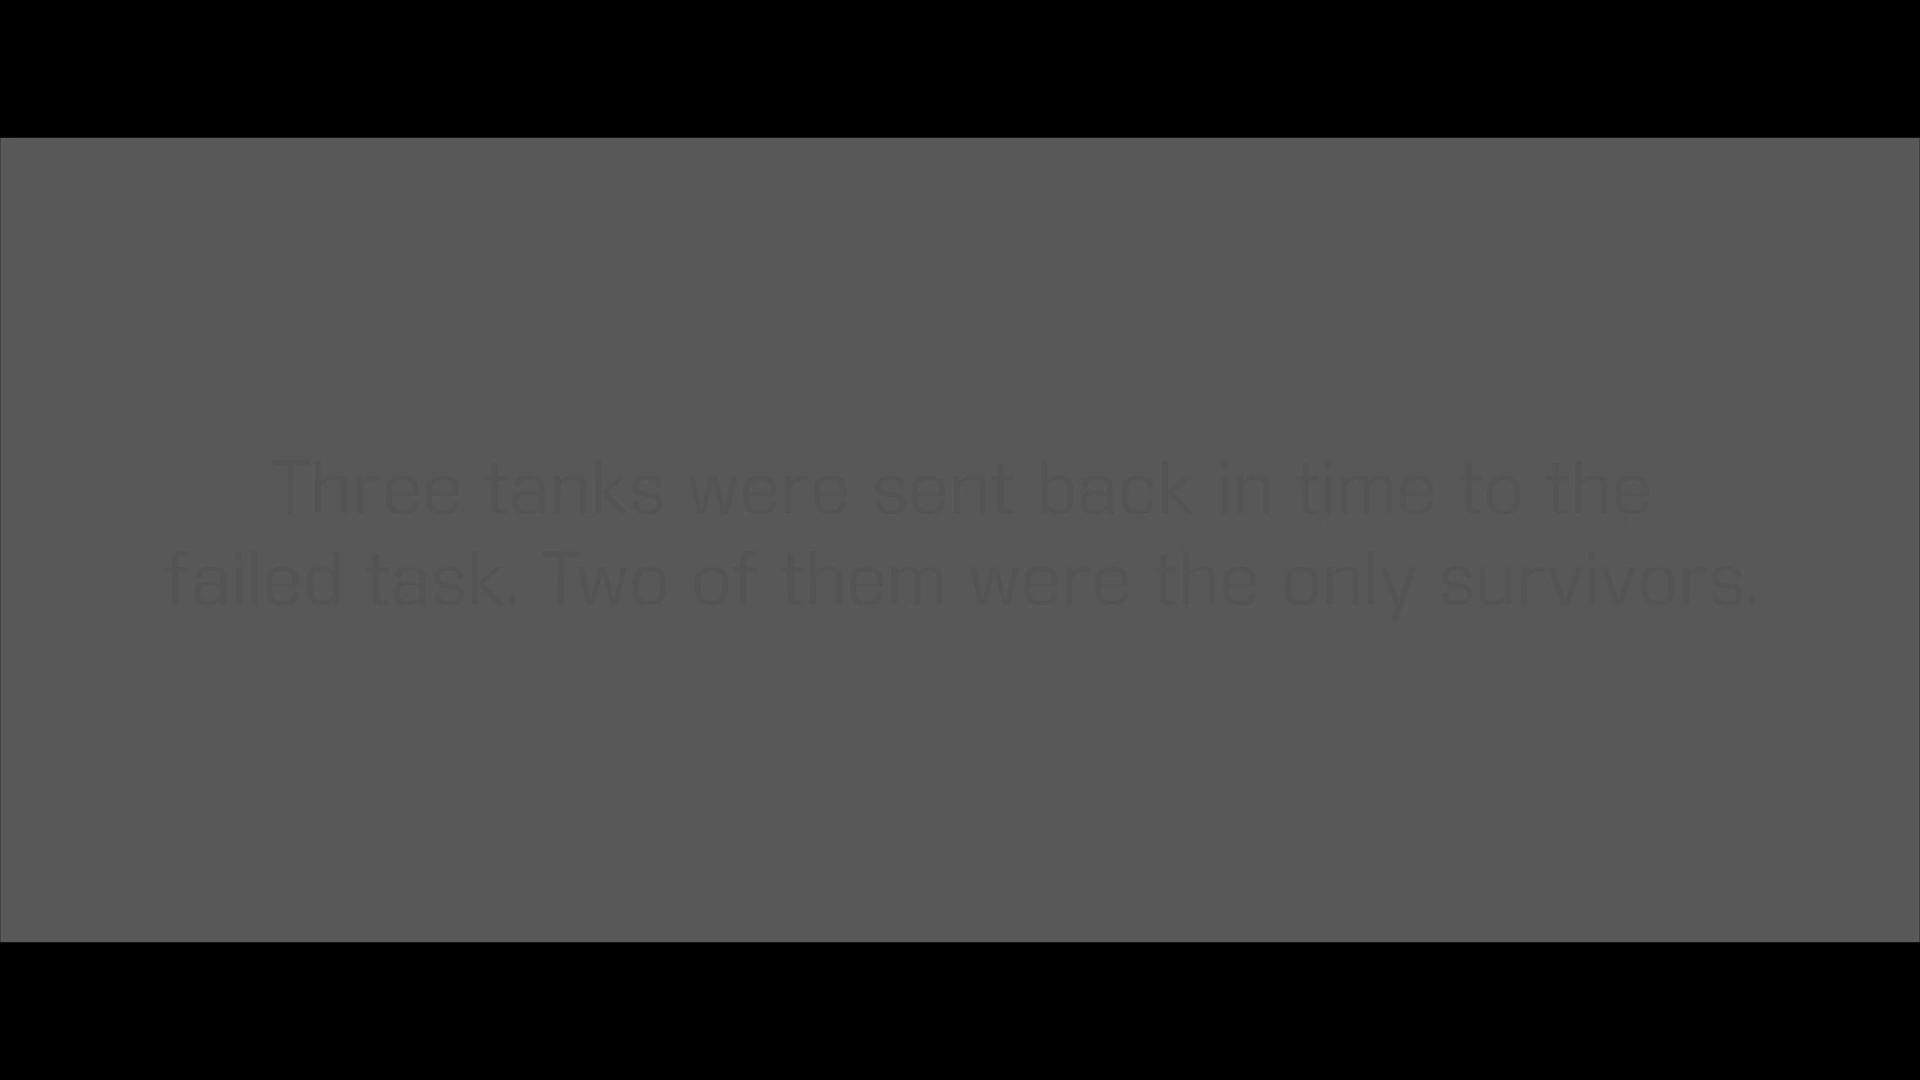 Three tanks were sent back in time to the
failed task. Two of them were the only survivors.